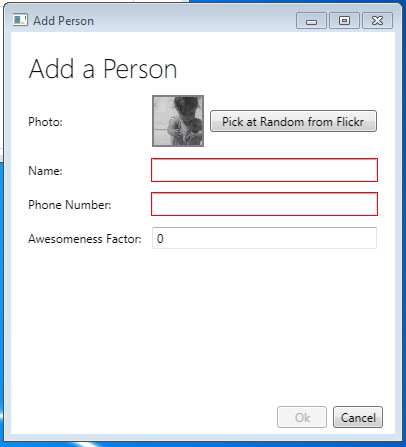 Add Person
Add a Person
Photo:
Pick at Random from Flickr
Name:
Phone Number:
Awesomeness Factor: 0
Ok Cancel